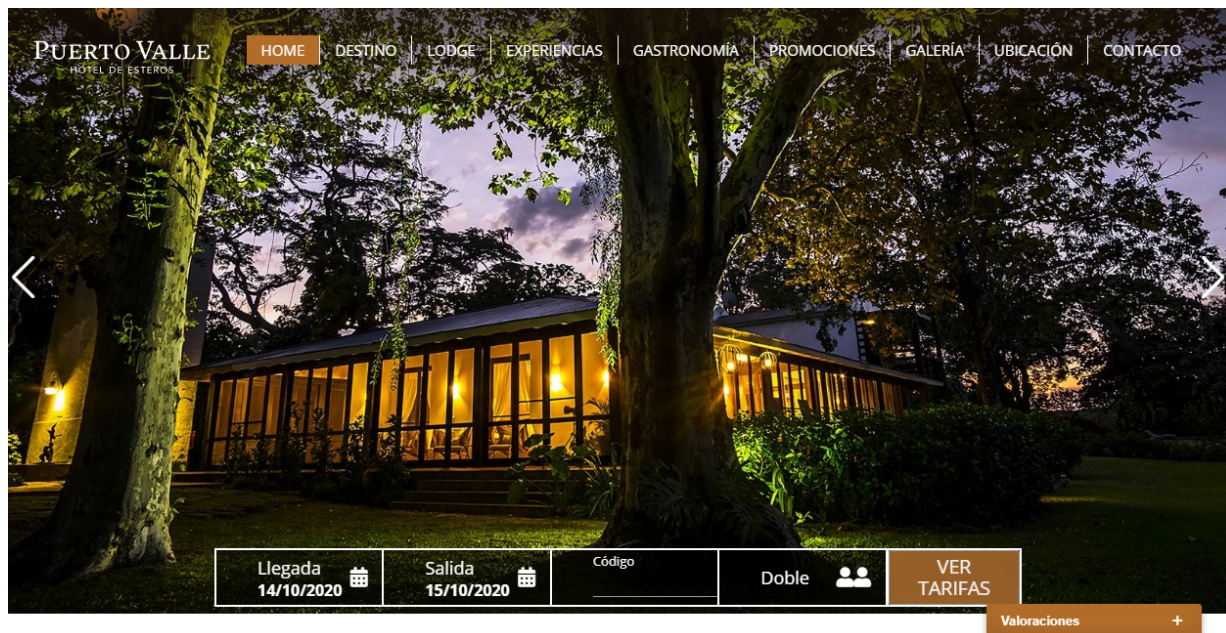 PUERTO VALLE
HOTEL DE ESTEROS
HOME
DESTINO
LODGE
EXPERIENCIAS
GASTRONOMÍA
PROMOCIONES
GALERÍA
UBICACIÓN
CONTACTO
Llegada
14/10/2020
Salida
15/10/2020
Código
Doble
VER
TARIFAS
Valoraciones +